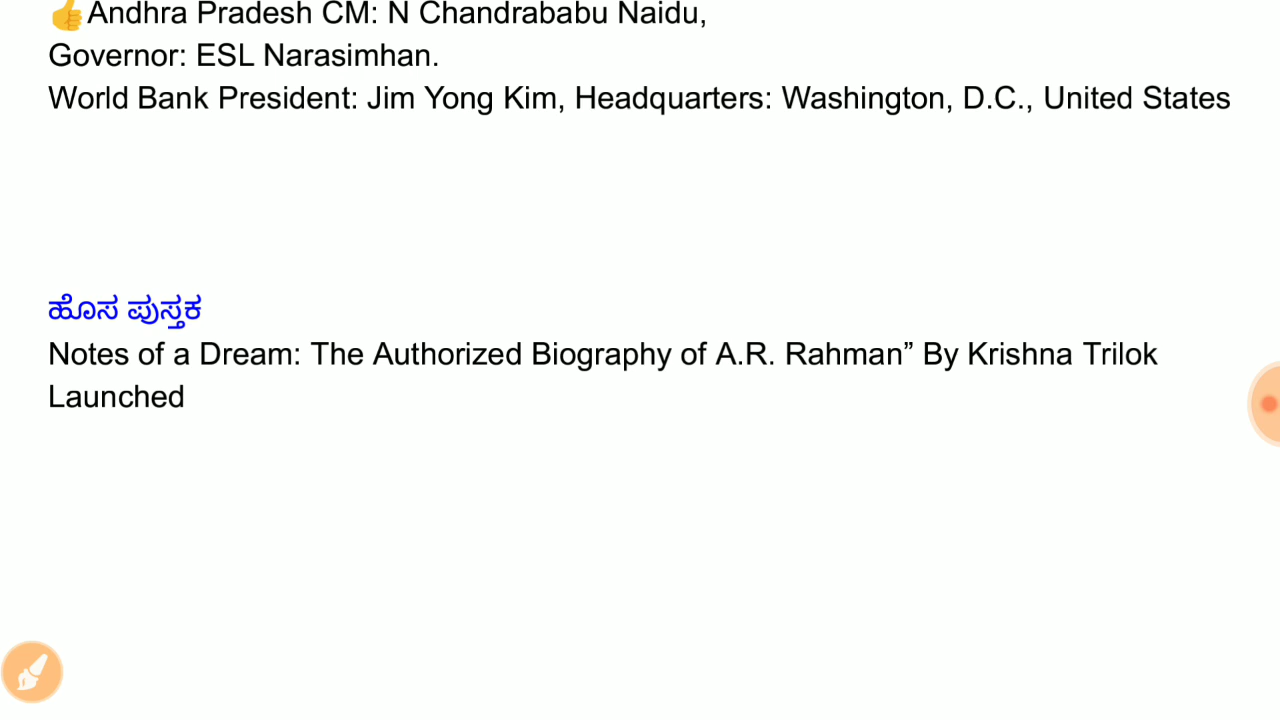 👍Andhra Pradesh CM: N Chandrababu Naidu,
Governor: ESL Narasimhan.
World Bank President: Jim Yong Kim, Headquarters: Washington, D.C., United States
ಹೊಸ ಪುಸ್ತಕ
Notes of a Dream: The Authorized Biography of A.R. Rahman” By Krishna Trilok
Launched